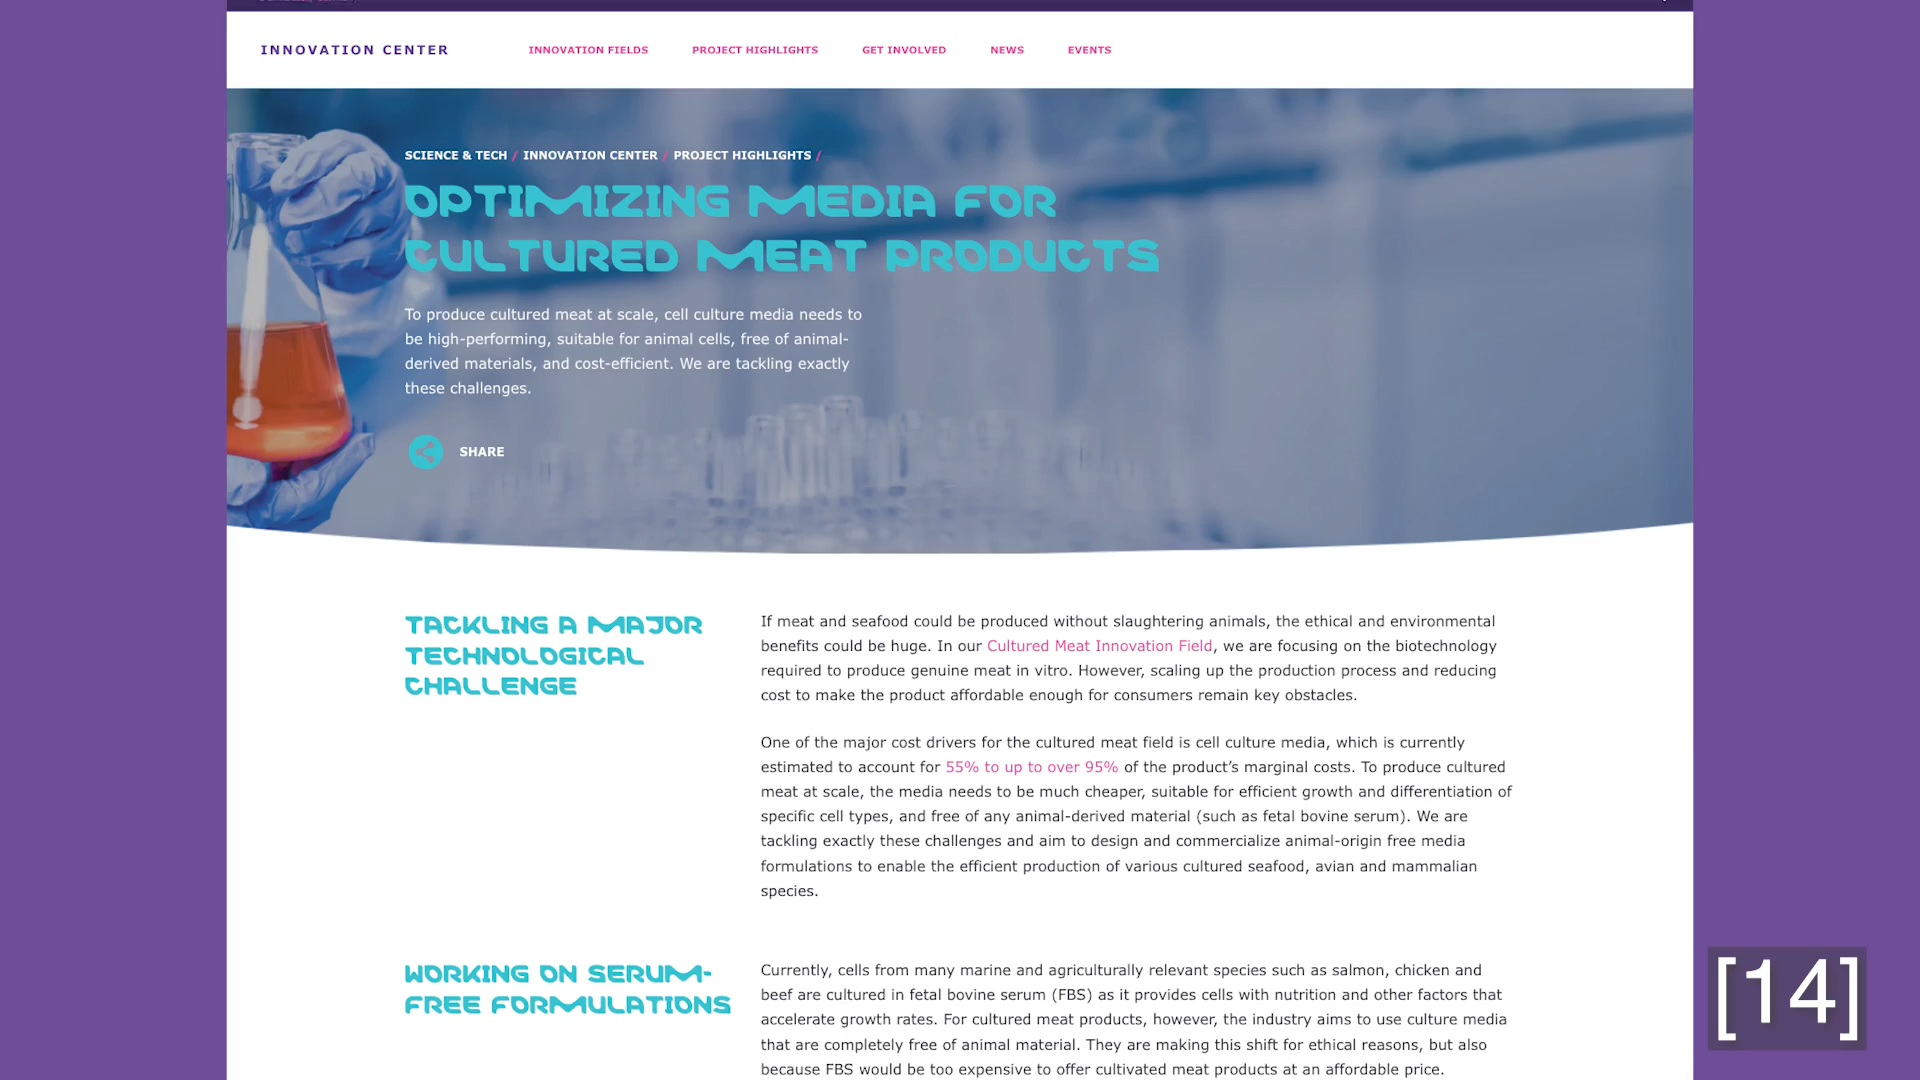 INNOVATION CENTER
INNOVATION FIELDS
PROJECT HIGHLIGHTS
GET INVOLVED
NEWS
EVENTS
SCIENCE & TECH / INNOVATION CENTER / PROJECT HIGHLIGHTS /
OPTIMIZING MEDIA FOR
CULTURED MEAT PRODUCTS
To produce cultured meat at scale, cell culture media needs to
be high-performing, suitable for animal cells, free of animal-
derived materials, and cost-efficient. We are tackling exactly
these challenges.
SHARE
TACKLING A MAJOR
TECHNOLOGICAL
CHALLENGE
If meat and seafood could be produced without slaughtering animals, the ethical and environmental
benefits could be huge. In our Cultured Meat Innovation Field, we are focusing on the biotechnology
required to produce genuine meat in vitro. However, scaling up the production process and reducing
cost to make the product affordable enough for consumers remain key obstacles.
One of the major cost drivers for the cultured meat field is cell culture media, which is currently
estimated to account for 55% to up to over 95% of the product’s marginal costs. To produce cultured
meat at scale, the media needs to be much cheaper, suitable for efficient growth and differentiation of
specific cell types, and free of any animal-derived material (such as fetal bovine serum). We are
tackling exactly these challenges and aim to design and commercialize animal-origin free media
formulations to enable the efficient production of various cultured seafood, avian and mammalian
species.
WORKING ON SERUM-
FREE FORMULATIONS
Currently, cells from many marine and agriculturally relevant species such as salmon, chicken and
beef are cultured in fetal bovine serum (FBS) as it provides cells with nutrition and other factors that
accelerate growth rates. For cultured meat products, however, the industry aims to use culture media
that are completely free of animal material. They are making this shift for ethical reasons, but also
because FBS would be too expensive to offer cultivated meat products at an affordable price.
[14]